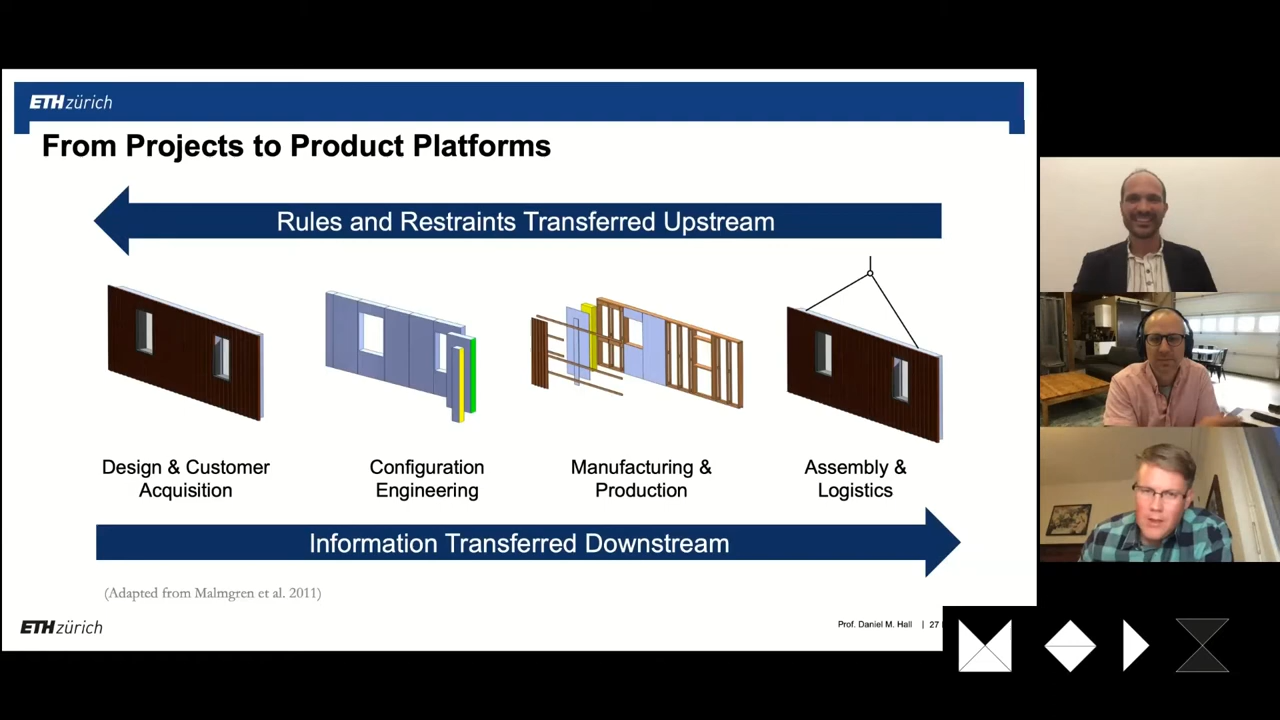 ETH zürich
From Projects to Product Platforms
Rules and Restraints Transferred Upstream
Design & Customer
Acquisition
Configuration
Engineering
Manufacturing &
Production
Assembly &
Logistics
Information Transferred Downstream
(Adapted from Malmgren et al. 2011)
ETH zürich
Prof. Daniel M. Hall | 27